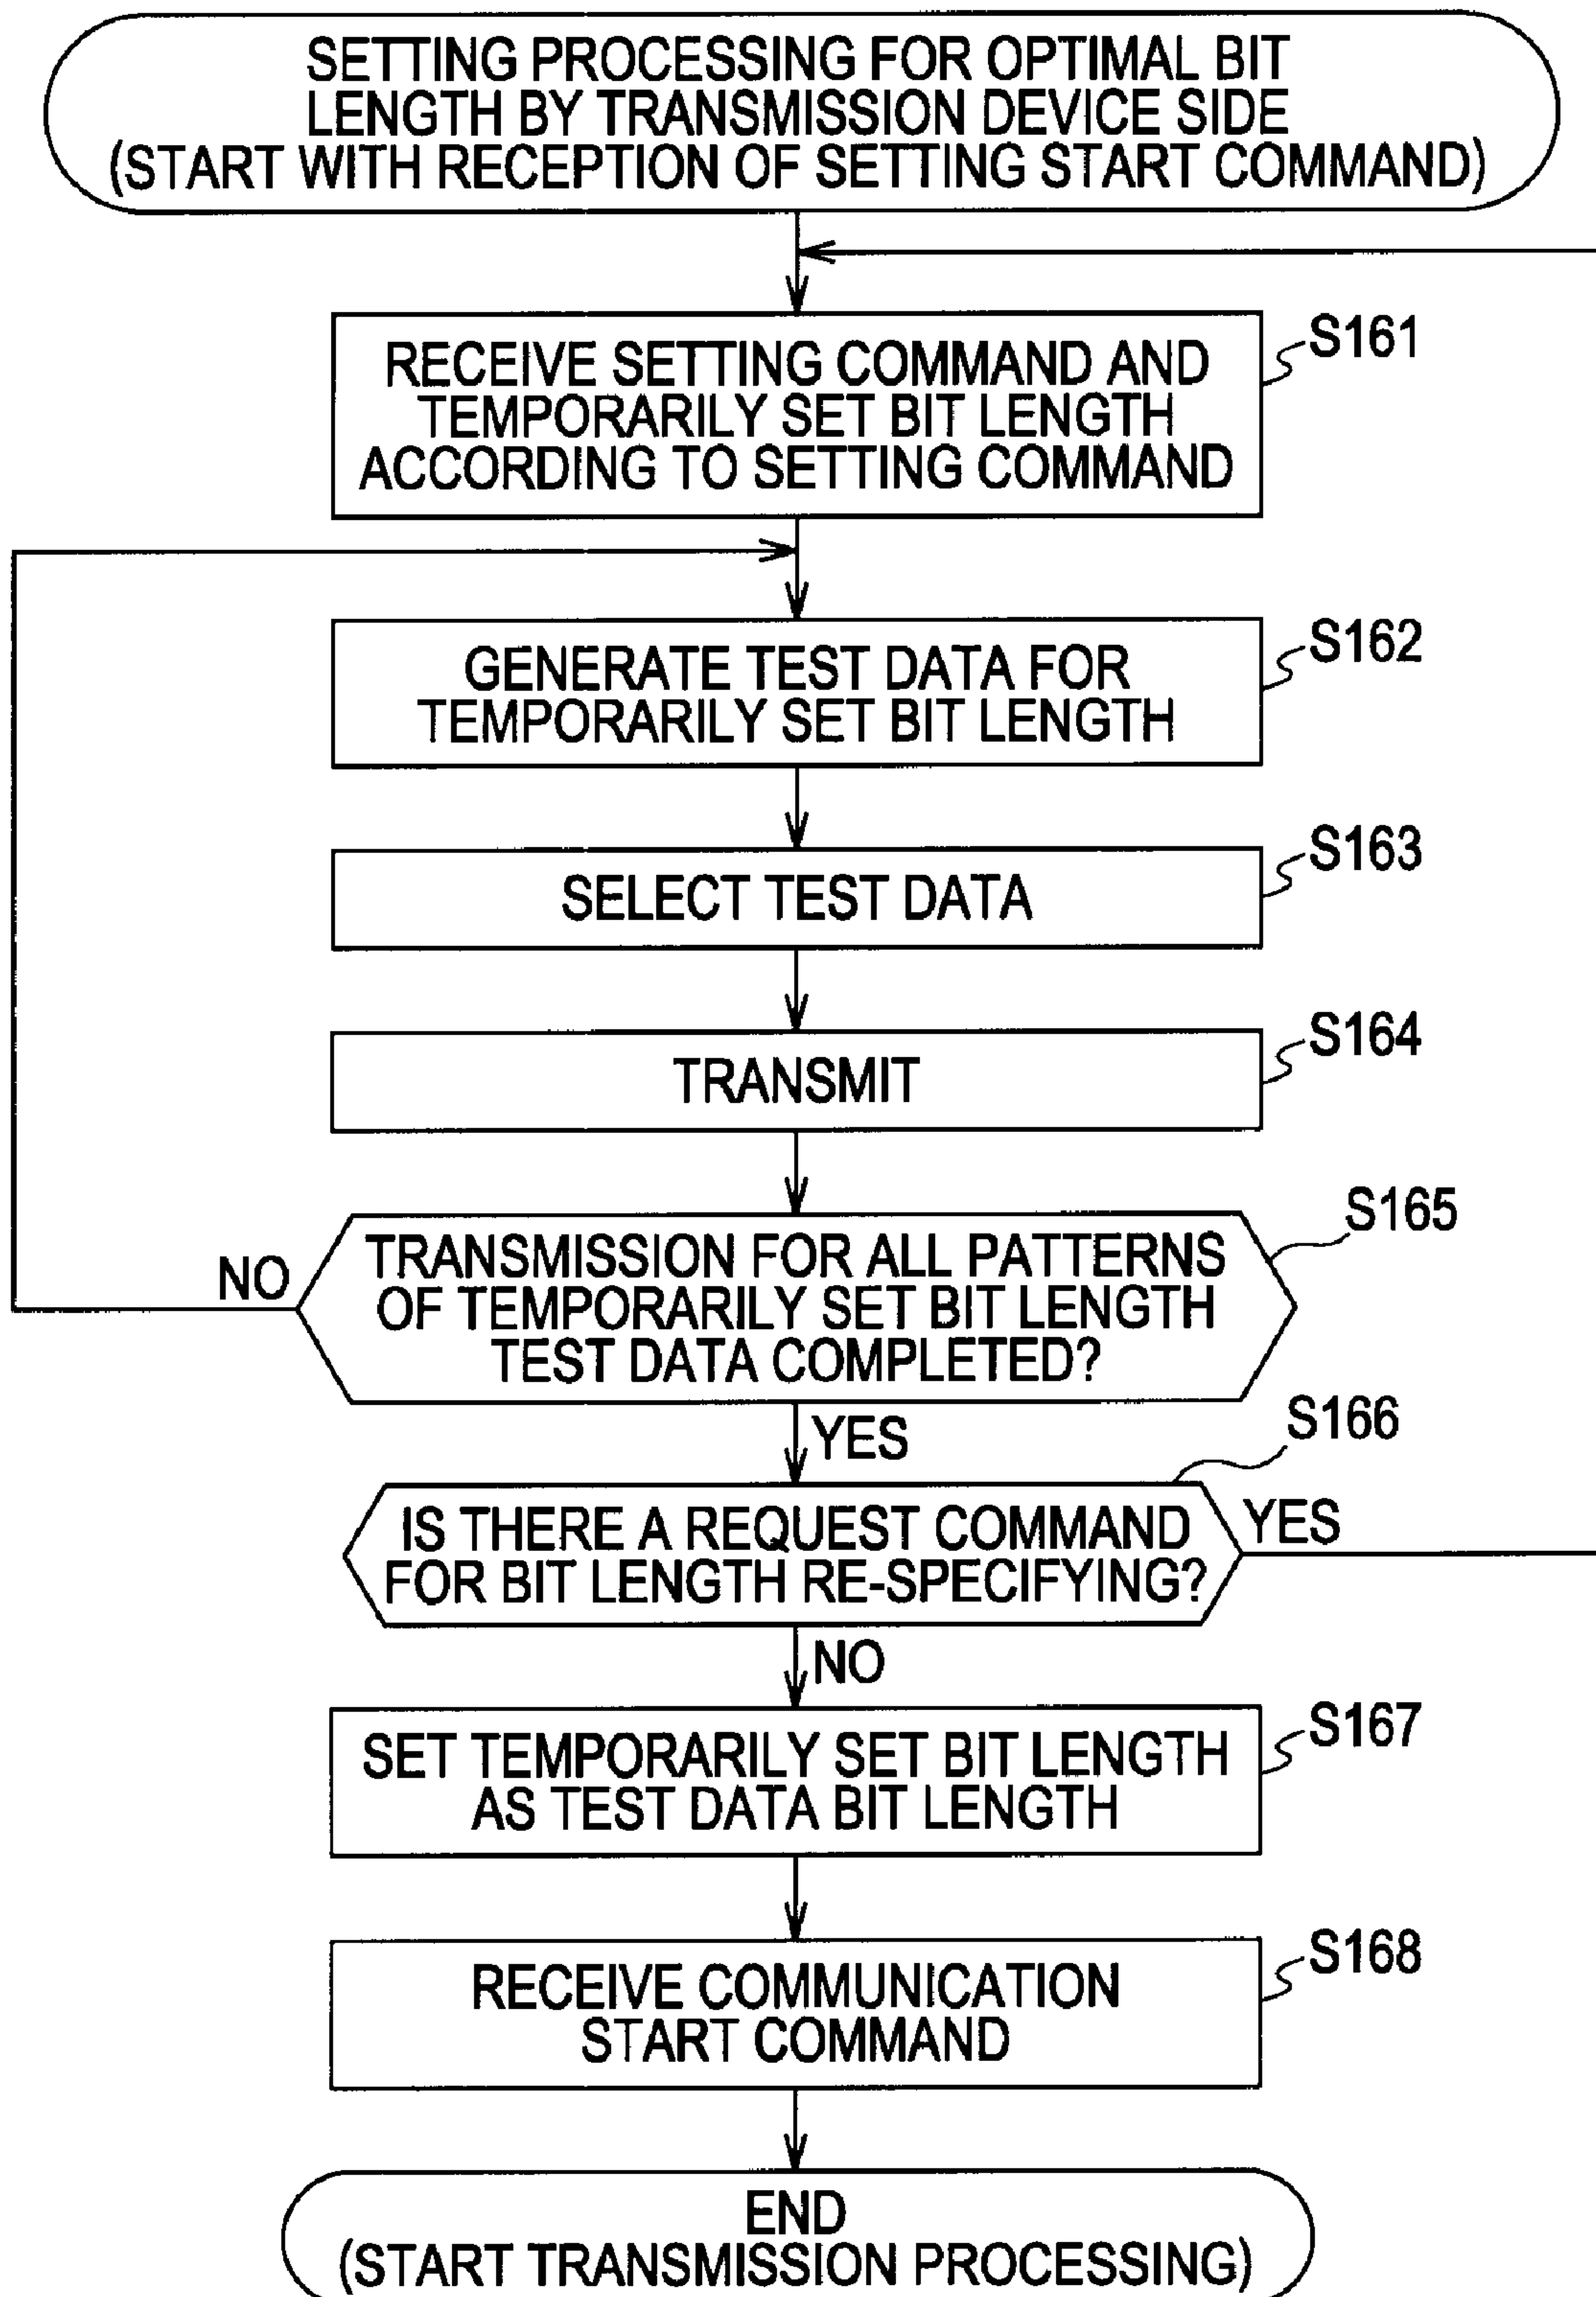 SETTING PROCESSING FOR OPTIMAL BIT
LENGTH BY TRANSMISSION DEVICE SIDE
(START WITH RECEPTION OF SETTING START COMMAND)
S161
RECEIVE SETTING COMMAND AND
TEMPORARILY SET BIT LENGTH
ACCORDING TO SETTING COMMAND
S162
GENERATE TEST DATA FOR
TEMPORARILY SET BIT LENGTH
S163
SELECT TEST DATA
S164
TRANSMIT
S165
NO
TRANSMISSION FOR ALL PATTERNS
OF TEMPORARILY SET BIT LENGTH
TEST DATA COMPLETED?
YES
S166
IS THERE A REQUEST COMMAND
FOR BIT LENGTH RE-SPECIFYING?
YES
NO
S167
SET TEMPORARILY SET BIT LENGTH
AS TEST DATA BIT LENGTH
S168
RECEIVE COMMUNICATION
START COMMAND
END
(START TRANSMISSION PROCESSING)